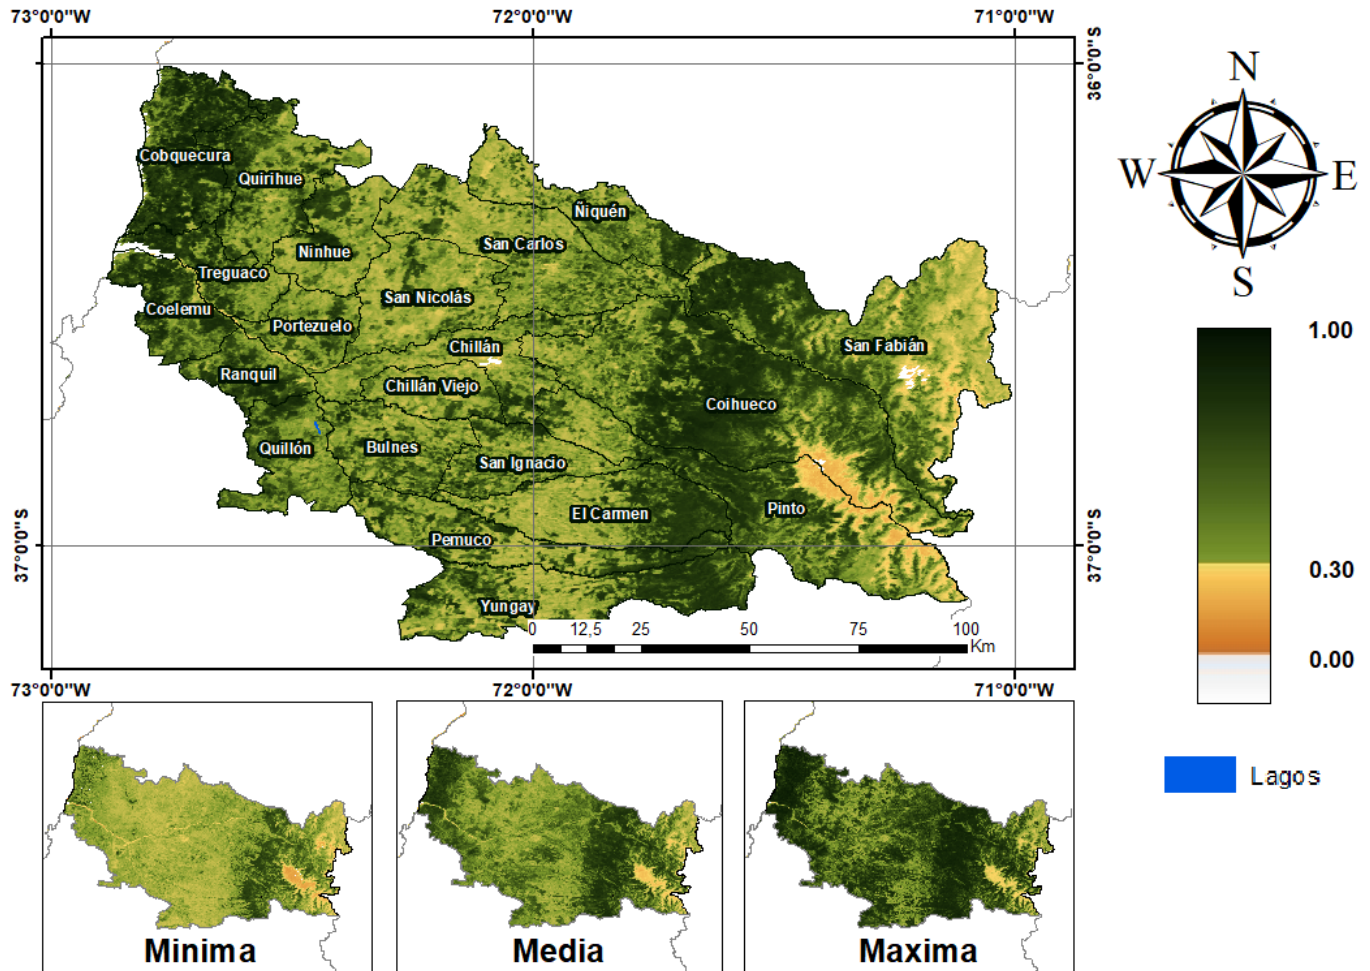 73°0'0"W
72°0'0"W
71°0'0"W
36°0'0"S
37°0'0"S
37°0'0"S
Cobquecura
Quirihue
Ñiquén
Ninhue
San Carlos
Treguaco
San Nicolás
Coelemu
Portezuelo
Chillán
San Fabián
Ranquil
Chillán Viejo
Coihueco
Quillón
Bulnes
San Ignacio
El Carmen
Pinto
Pemuco
Yungay
0 12,5 25 50 75 100
Km
73°0'0"W
72°0'0"W
71°0'0"W
N
W E
S
1.00
0.30
0.00
Lagos
Minima
Media
Maxima